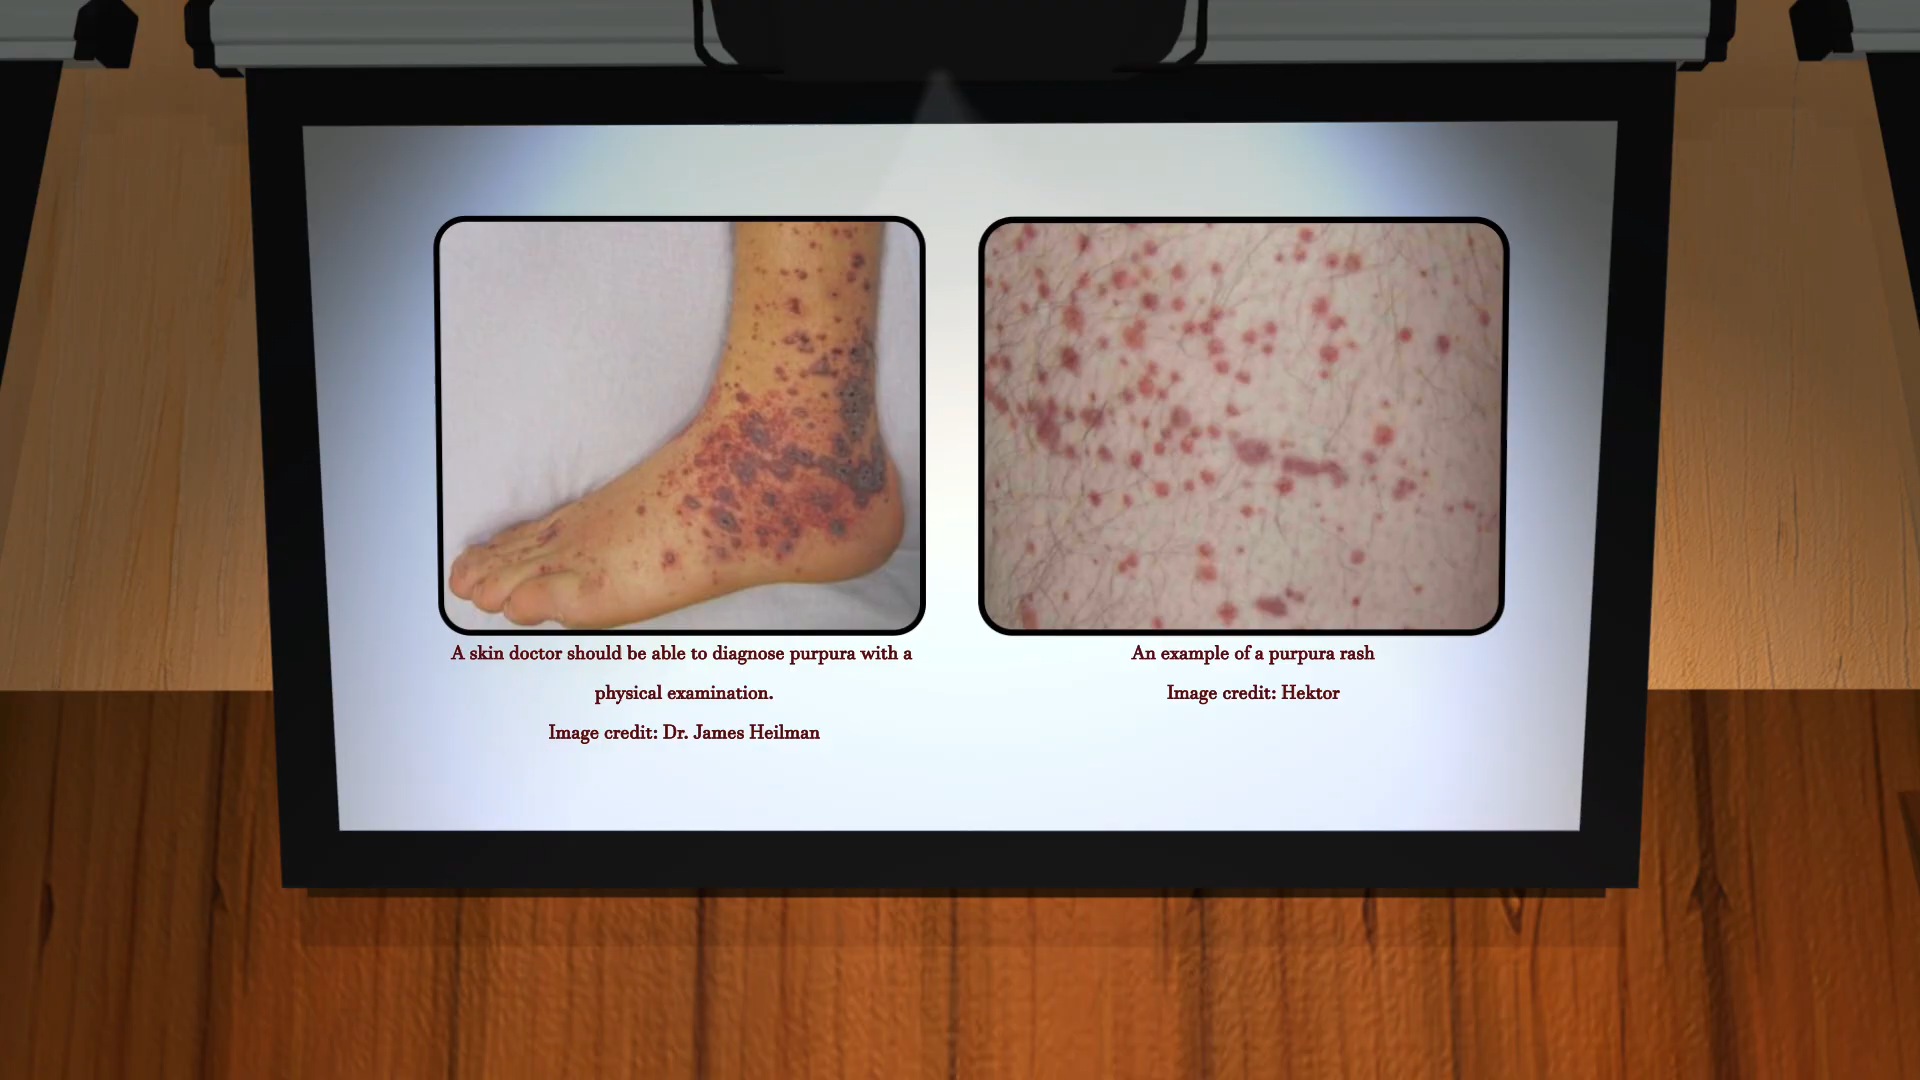 A skin doctor should be able to diagnose purpura with a
physical examination.
Image credit: Dr. James Heilman
An example of a purpura rash
Image credit: Hektor